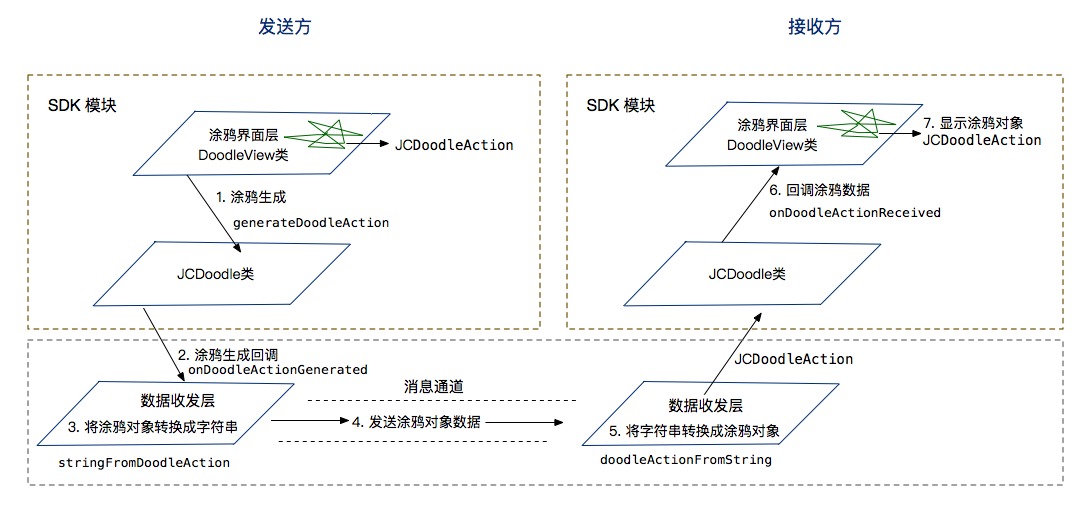 发送方
接收方
SDK 模块
涂鸦界面层
DoodleView类
JCDoodleAction
1. 涂鸦生成
generateDoodleAction
JCDoodle类
2. 涂鸦生成回调
onDoodleActionGenerated
数据收发层
3. 将涂鸦对象转换成字符串
stringFromDoodleAction
消息通道
4. 发送涂鸦对象数据
SDK 模块
涂鸦界面层
DoodleView类
7. 显示涂鸦对象
JCDoodleAction
6. 回调涂鸦数据
onDoodleActionReceived
JCDoodle类
JCDoodleAction
数据收发层
5. 将字符串转换成涂鸦对象
doodleActionFromString